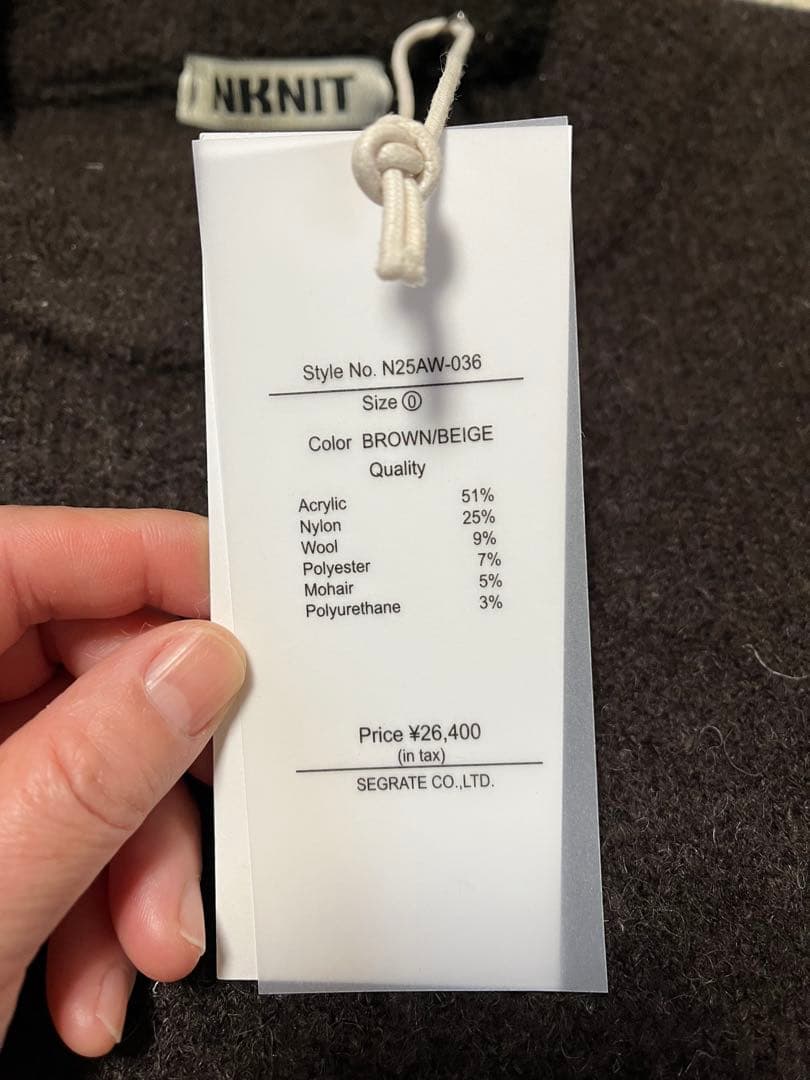 NKNIT
Style No. N25AW-036
Size ⓪
Color BROWN/BEIGE
Quality
Acrylic 51%
Nylon 25%
Wool 9%
Polyester 7%
Mohair 5%
Polyurethane 3%
Price ¥26,400
(in tax)
SEGRATE CO.,LTD.